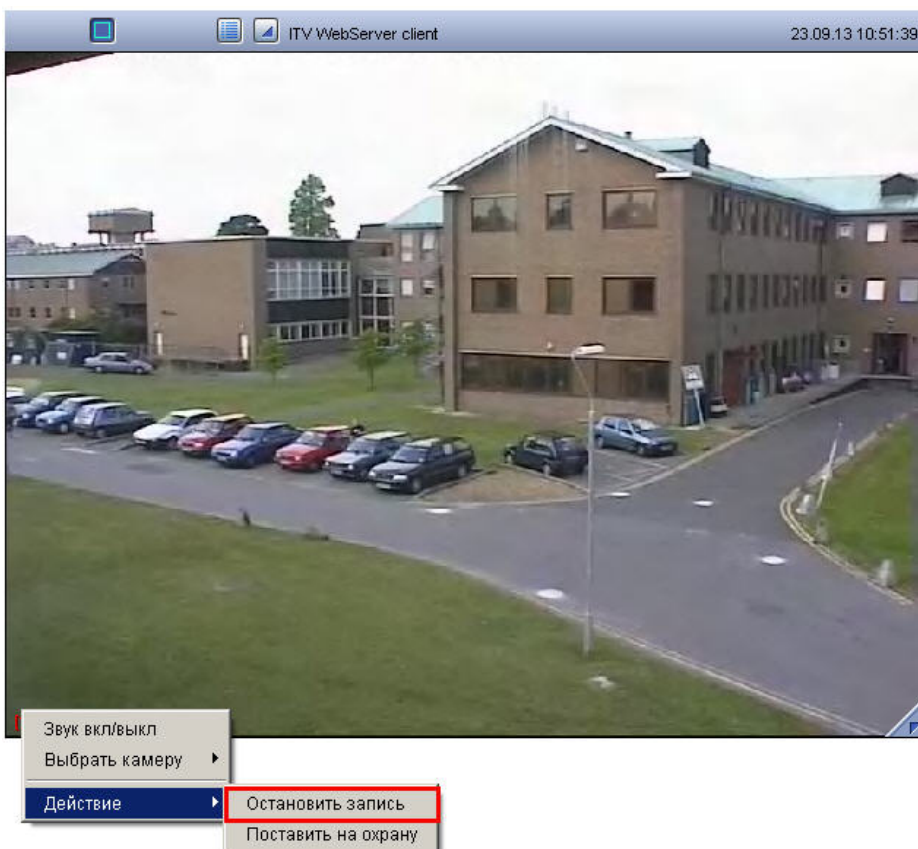 ITV WebServer client
23.09.13 10:51:39
Звук вкл/выкл
Выбрать камеру
Действие
Остановить запись
Поставить на охрану